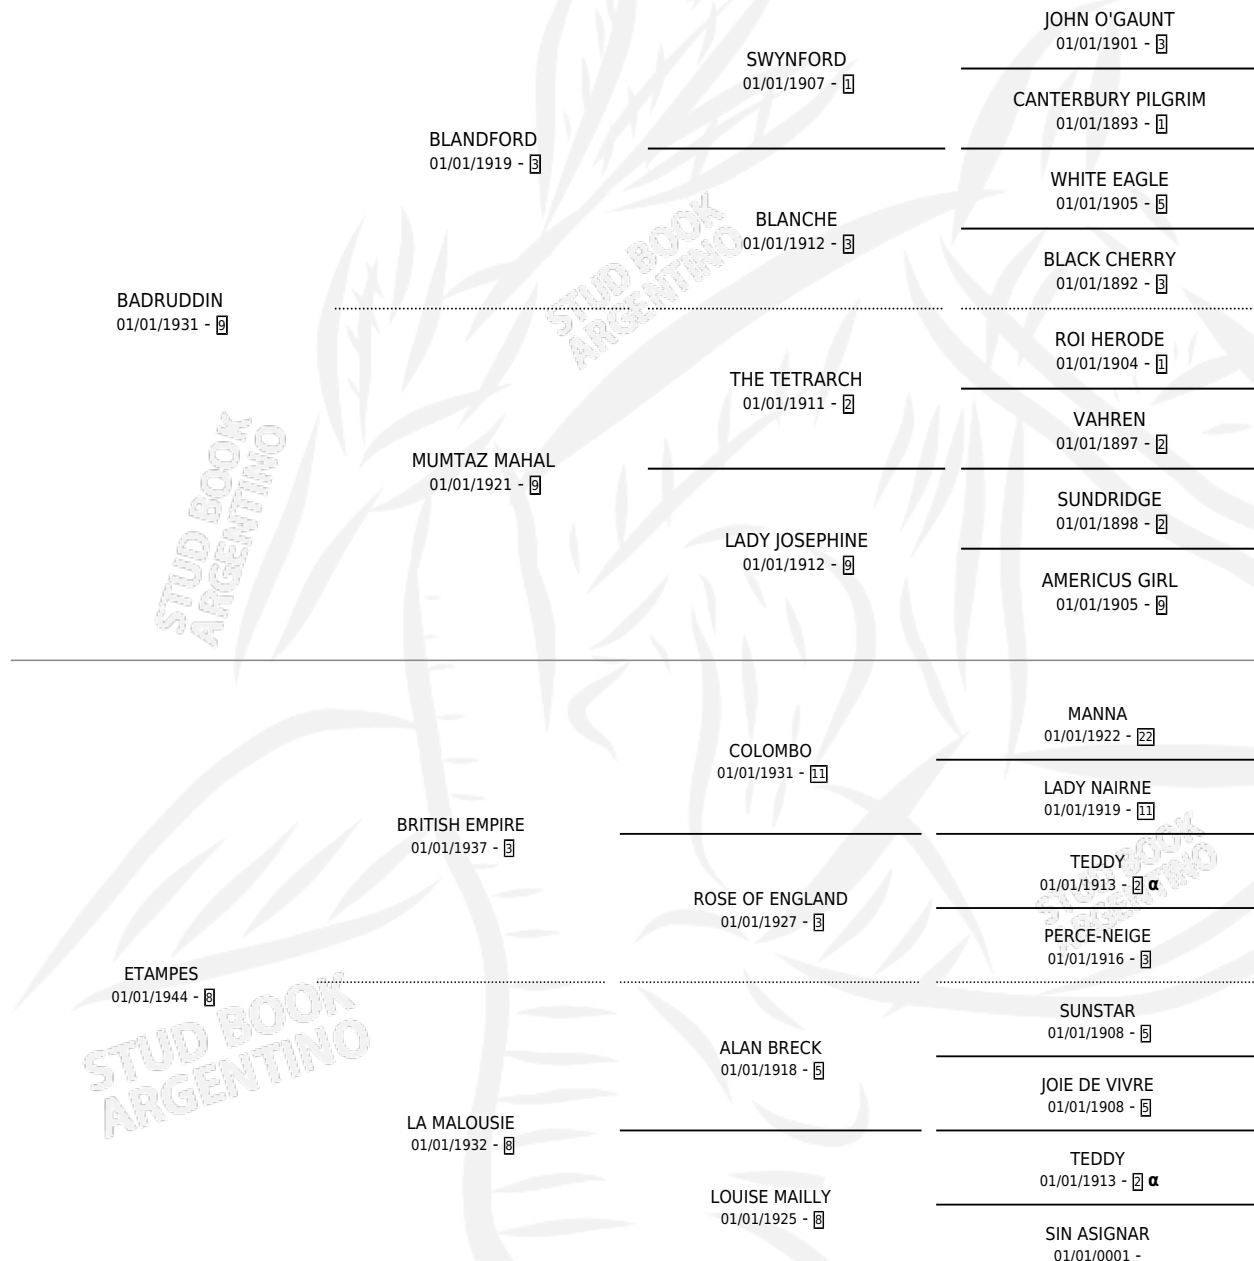 JOHN O'GAUNT
01/01/1901 - 3
SWYNFORD
01/01/1907 - 1
CANTERBURY PILGRIM
01/01/1893 - 1
BLANDFORD
01/01/1919 - 3
WHITE EAGLE
01/01/1905 - 5
BLANCHE
01/01/1912 - 3
BLACK CHERRY
01/01/1892 - 3
BADRUDDIN
01/01/1931 - 9
ROI HERODE
01/01/1904 - 1
THE TETRARCH
01/01/1911 - 2
VAHREN
01/01/1897 - 2
MUMTAZ MAHAL
01/01/1921 - 9
SUNDRIDGE
01/01/1898 - 2
LADY JOSEPHINE
01/01/1912 - 9
AMERICUS GIRL
01/01/1905 - 9
MANNA
01/01/1922 - 22
COLOMBO
01/01/1931 - 11
LADY NAIRNE
01/01/1919 - 11
BRITISH EMPIRE
01/01/1937 - 3
TEDDY
01/01/1913 - 2 α
ROSE OF ENGLAND
01/01/1927 - 3
PERCE-NEIGE
01/01/1916 - 3
ETAMPES
01/01/1944 - 8
SUNSTAR
01/01/1908 - 5
ALAN BRECK
01/01/1918 - 5
JOIE DE VIVRE
01/01/1908 - 5
LA MALOUSIE
01/01/1932 - 8
TEDDY
01/01/1913 - 2 α
LOUISE MAILLY
01/01/1925 - 8
SIN ASIGNAR
01/01/0001 -
STUD BOOK
ARGENTINO
STUD BOOK
ARGENTINO
STUD BOOK
ARGENTINO
STUD BOOK
ARGENTINO